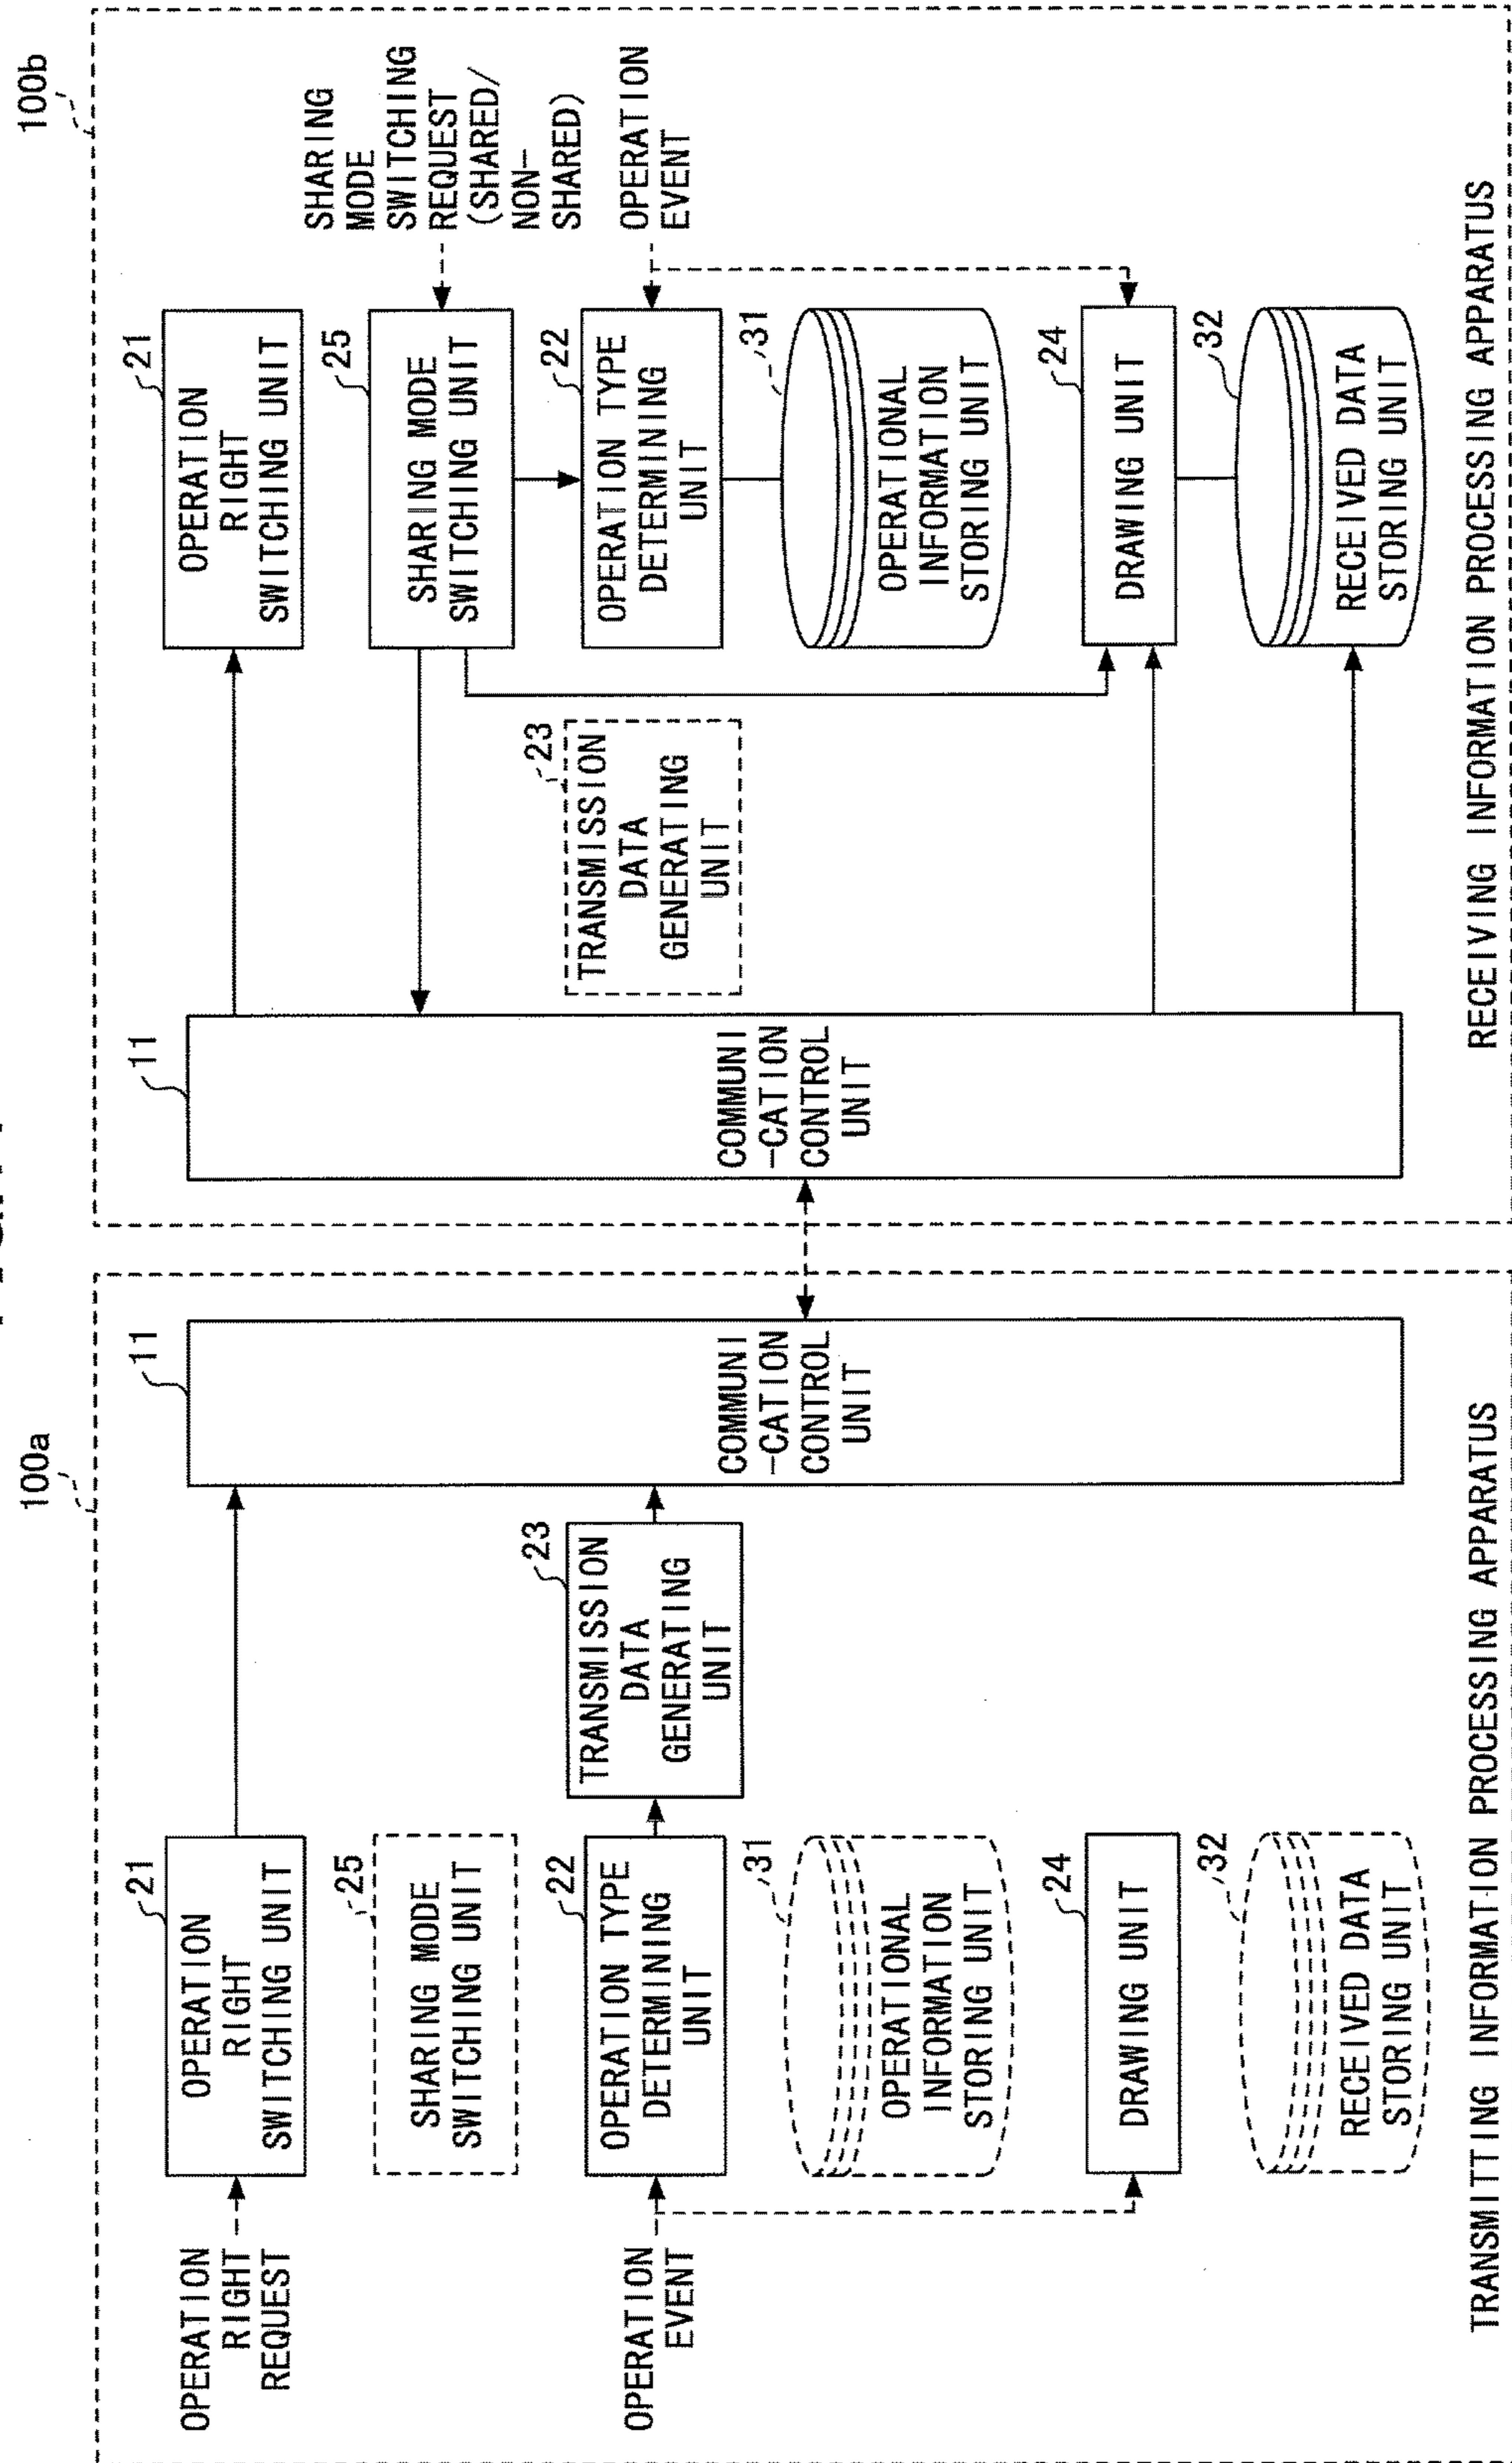 100a
OPERATION
RIGHT
REQUEST
21
OPERATION
RIGHT
SWITCHING UNIT
25
SHARING MODE
SWITCHING UNIT
OPERATION
EVENT
22
OPERATION TYPE
DETERMINING
UNIT
23
TRANSMISSION
DATA
GENERATING
UNIT
31
OPERATIONAL
INFORMATION
STORING UNIT
24
DRAWING UNIT
32
RECEIVED DATA
STORING UNIT
11
COMMUNI
-CATION
CONTROL
UNIT
TRANSMITTING INFORMATION PROCESSING APPARATUS
100b
11
COMMUNI
-CATION
CONTROL
UNIT
21
OPERATION
RIGHT
SWITCHING UNIT
25
SHARING MODE
SWITCHING UNIT
SHARING
MODE
SWITCHING
REQUEST
(SHARED/
NON-
SHARED)
23
TRANSMISSION
DATA
GENERATING
UNIT
22
OPERATION TYPE
DETERMINING
UNIT
OPERATION
EVENT
31
OPERATIONAL
INFORMATION
STORING UNIT
24
DRAWING UNIT
32
RECEIVED DATA
STORING UNIT
RECEIVING INFORMATION PROCESSING APPARATUS